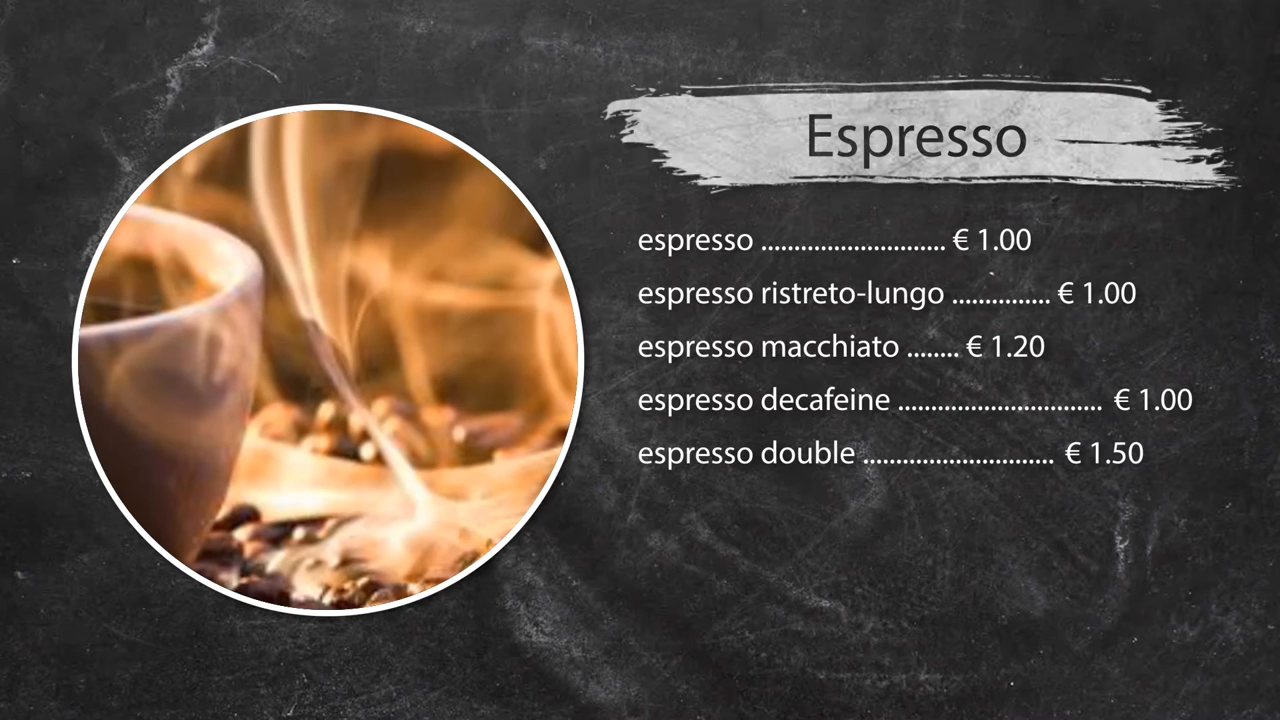 Espresso
espresso ............................ € 1.00
espresso ristreto-lungo ............... € 1.00
espresso macchiato ........ € 1.20
espresso decafeine ............................... € 1.00
espresso double ............................. € 1.50